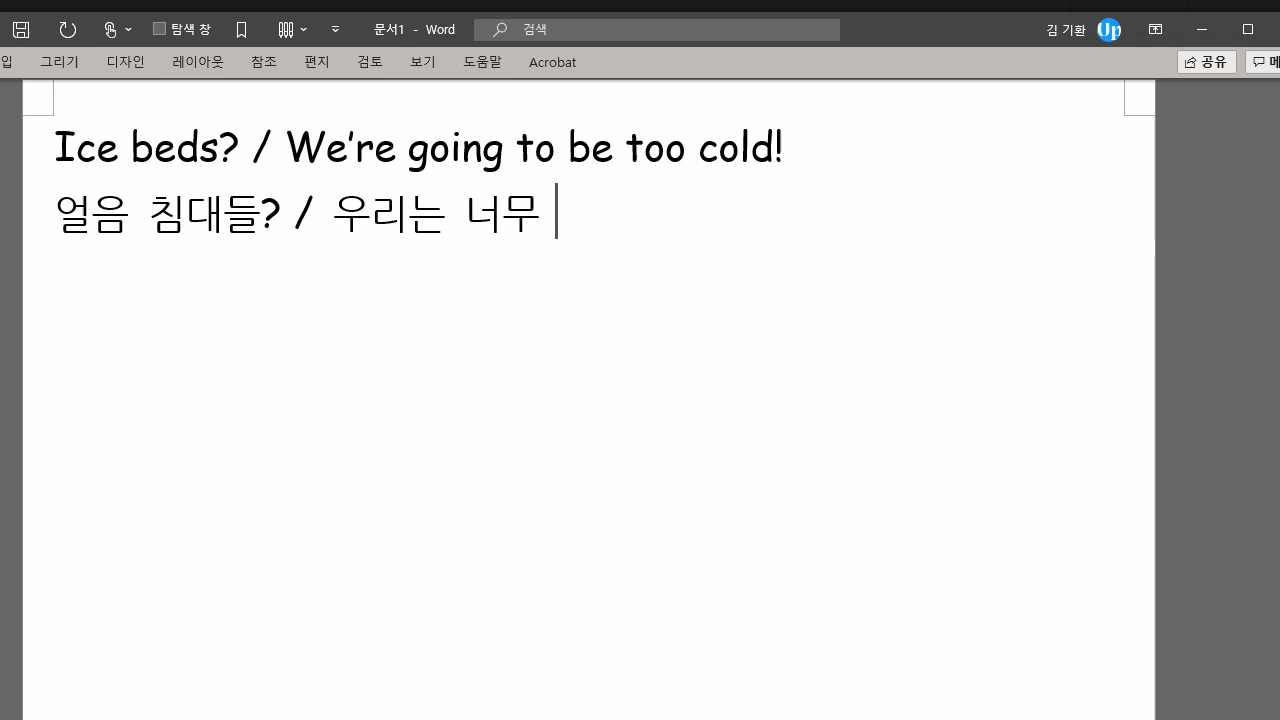 탐색 창 문서1 - Word 검색 김 기환 Up
입 그리기 디자인 레이아웃 참조 편지 검토 보기 도움말 Acrobat 공유 메
Ice beds? / We're going to be too cold!
얼음 침대들? / 우리는 너무